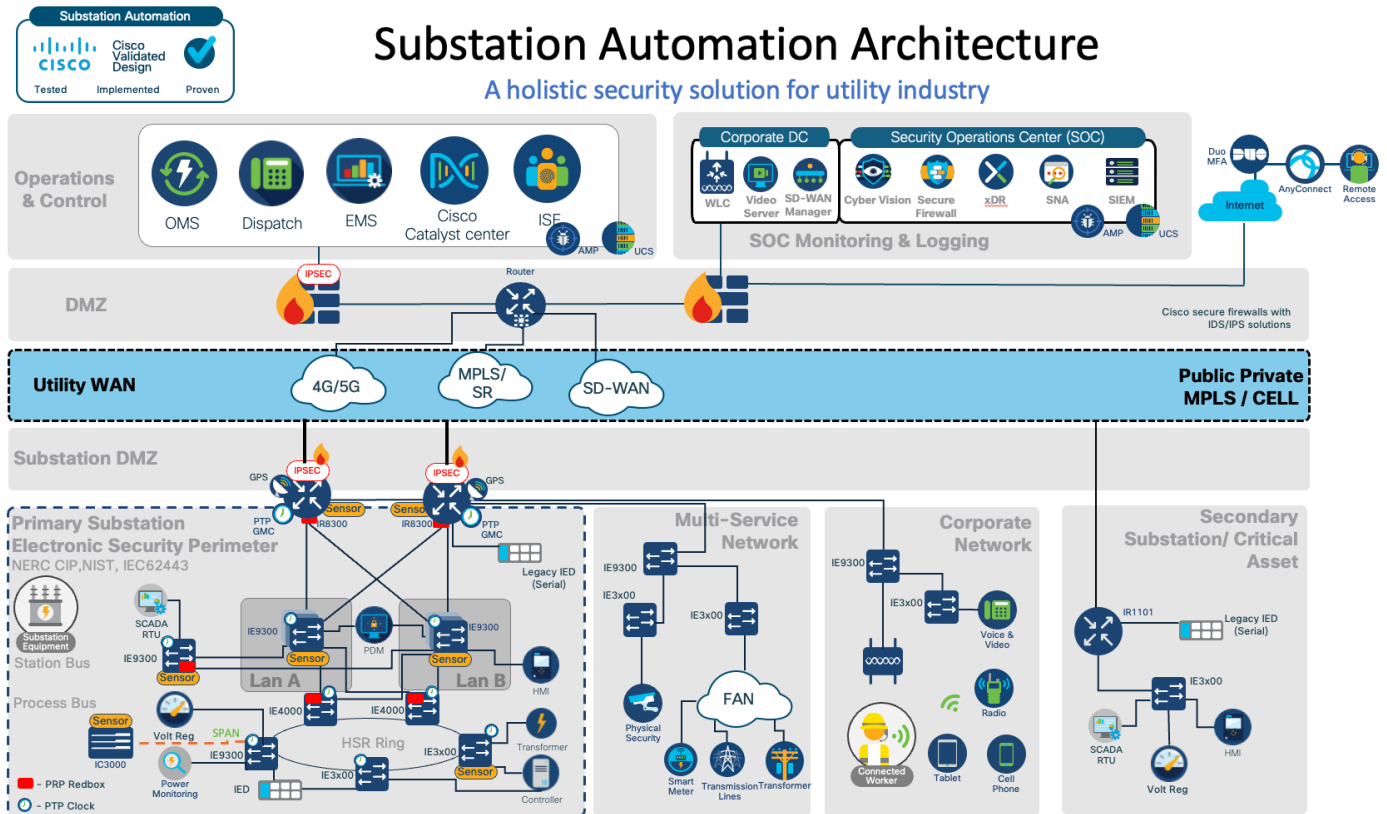 Substation Automation
CISCO
Cisco
Validated
Design
Tested
Implemented
Proven
Substation Automation Architecture
A holistic security solution for utility industry
Operations
& Control
OMS
Dispatch
EMS
Cisco
Catalyst center
ISE
AMP
UCS
Corporate DC
Security Operations Center (SOC)
WLC
Video
Server
SD-WAN
Manager
Cyber Vision
Secure
Firewall
xDR
SNA
SIEM
AMP
UCS
SOC Monitoring & Logging
Duo
MFA
DUO
AnyConnect
Remote
Access
Internet
DMZ
IPSEC
Router
Cisco secure firewalls with
IDS/IPS solutions
Utility WAN
4G/5G
MPLS/
SR
SD-WAN
Public Private
MPLS / CELL
Substation DMZ
GPS
IPSEC
IPSEC
GPS
Sensor
Sensor
IR8300
IR8300
PTP
GMC
PTP
GMC
Primary Substation
Electronic Security Perimeter
NERC CIP,NIST, IEC62443
Legacy IED
(Serial)
Substation
Equipment
SCADA
RTU
Station Bus
IE9300
Sensor
IE9300
Sensor
PDM
IE9300
Sensor
Lan A
Lan B
HMI
Process Bus
IE4000
IE4000
Sensor
IC3000
Volt Reg
SPAN
IE9300
Power
Monitoring
HSR Ring
IE3x00
IED
IE3x00
Sensor
Transformer
Controller
- PRP Redbox
- PTP Clock
Multi-Service
Network
IE9300
IE3x00
IE3x00
Physical
Security
FAN
Smart
Meter
Transmission
Lines
Transformer
Corporate
Network
IE9300
IE3x00
Voice &
Video
Radio
Connected
Worker
Tablet
Cell
Phone
Secondary
Substation/ Critical
Asset
IR1101
Legacy IED
(Serial)
IE3x00
SCADA
RTU
Volt Reg
HMI